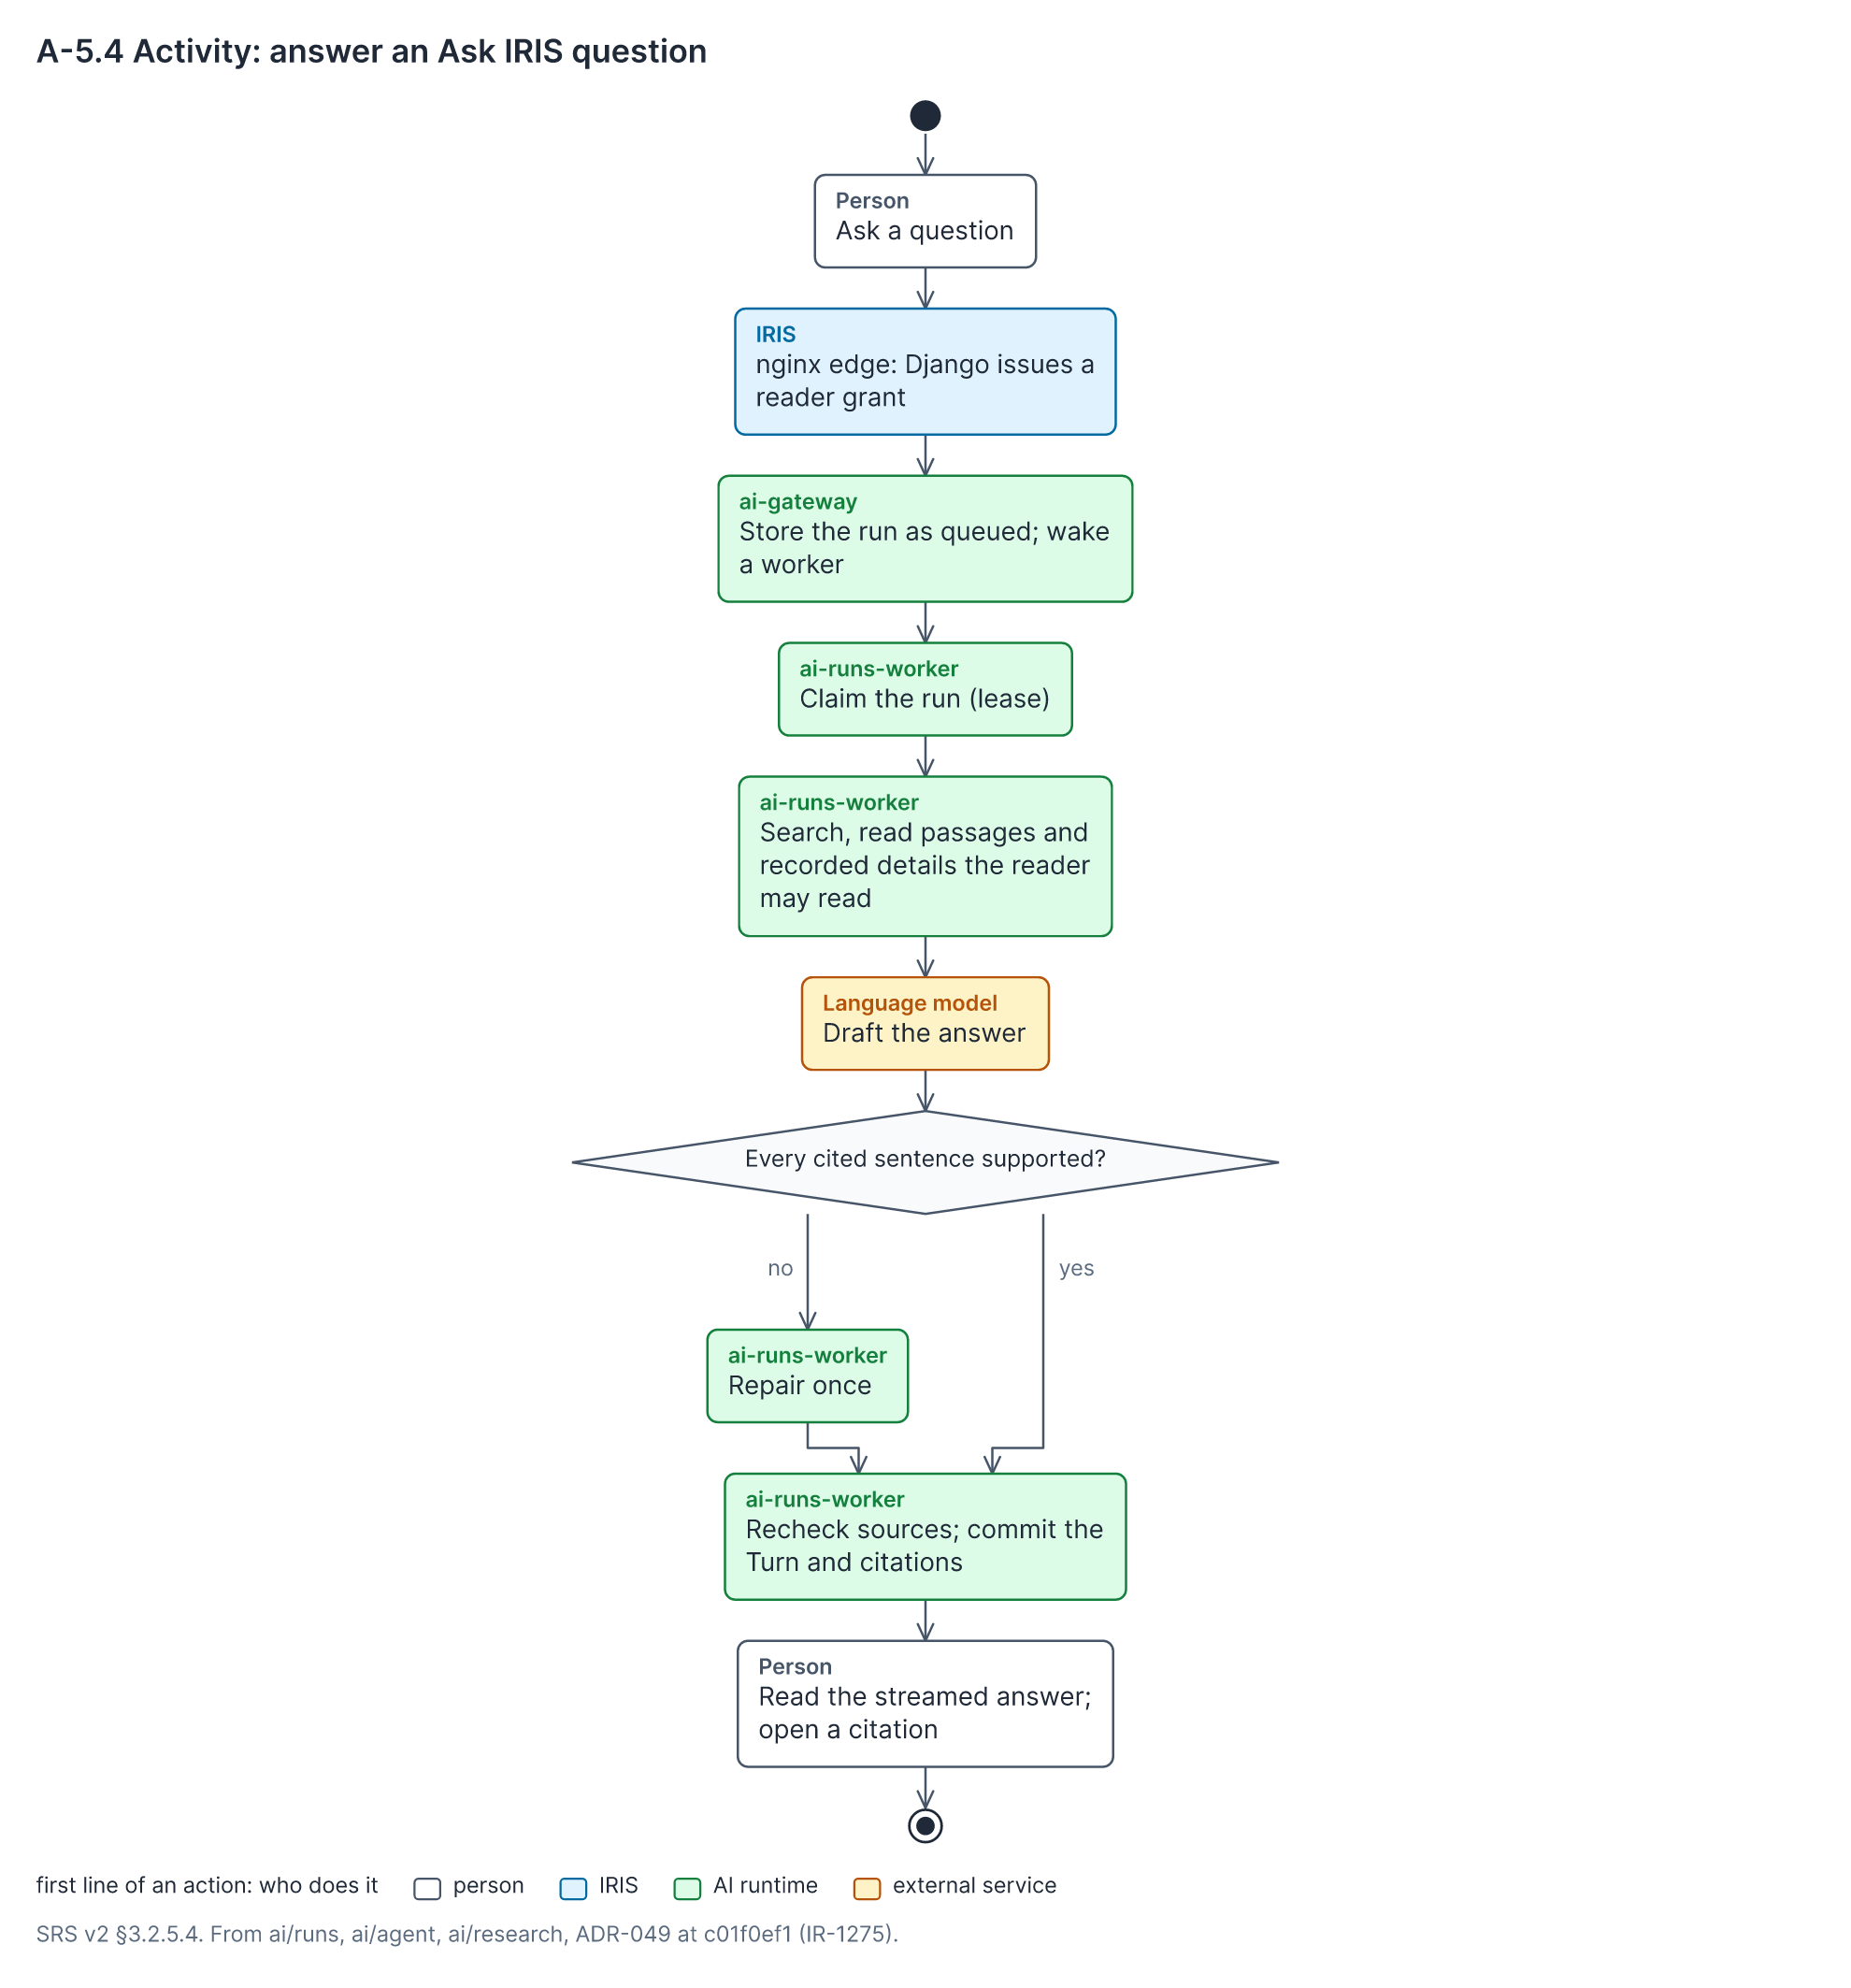 A-5.4 Activity: answer an Ask IRIS question
Person
Ask a question
IRIS
nginx edge: Django issues a
reader grant
ai-gateway
Store the run as queued; wake
a worker
ai-runs-worker
Claim the run (lease)
ai-runs-worker
Search, read passages and
recorded details the reader
may read
Language model
Draft the answer
Every cited sentence supported?
no
yes
ai-runs-worker
Repair once
ai-runs-worker
Recheck sources; commit the
Turn and citations
Person
Read the streamed answer;
open a citation
first line of an action: who does it person IRIS AI runtime external service
SRS v2 §3.2.5.4. From ai/runs, ai/agent, ai/research, ADR-049 at c01f0ef1 (IR-1275).